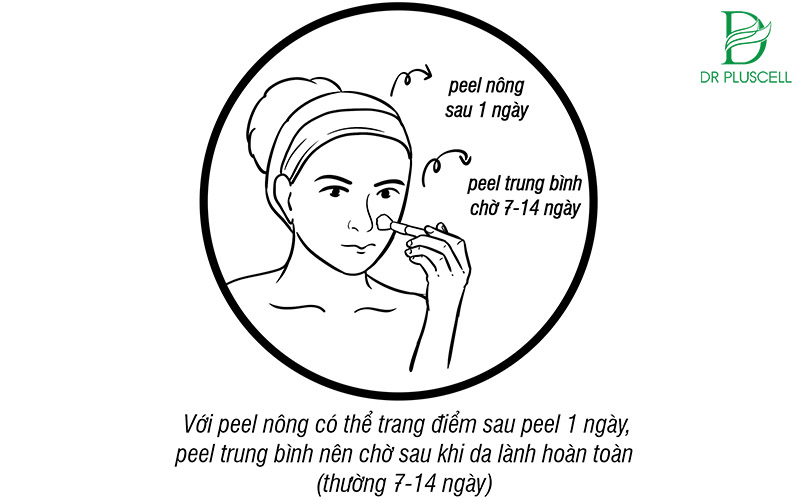 DR PLUSCELL
peel nông
sau 1 ngày
peel trung bình
chờ 7-14 ngày
Với peel nông có thể trang điểm sau peel 1 ngày,
peel trung bình nên chờ sau khi da lành hoàn toàn
(thường 7-14 ngày)